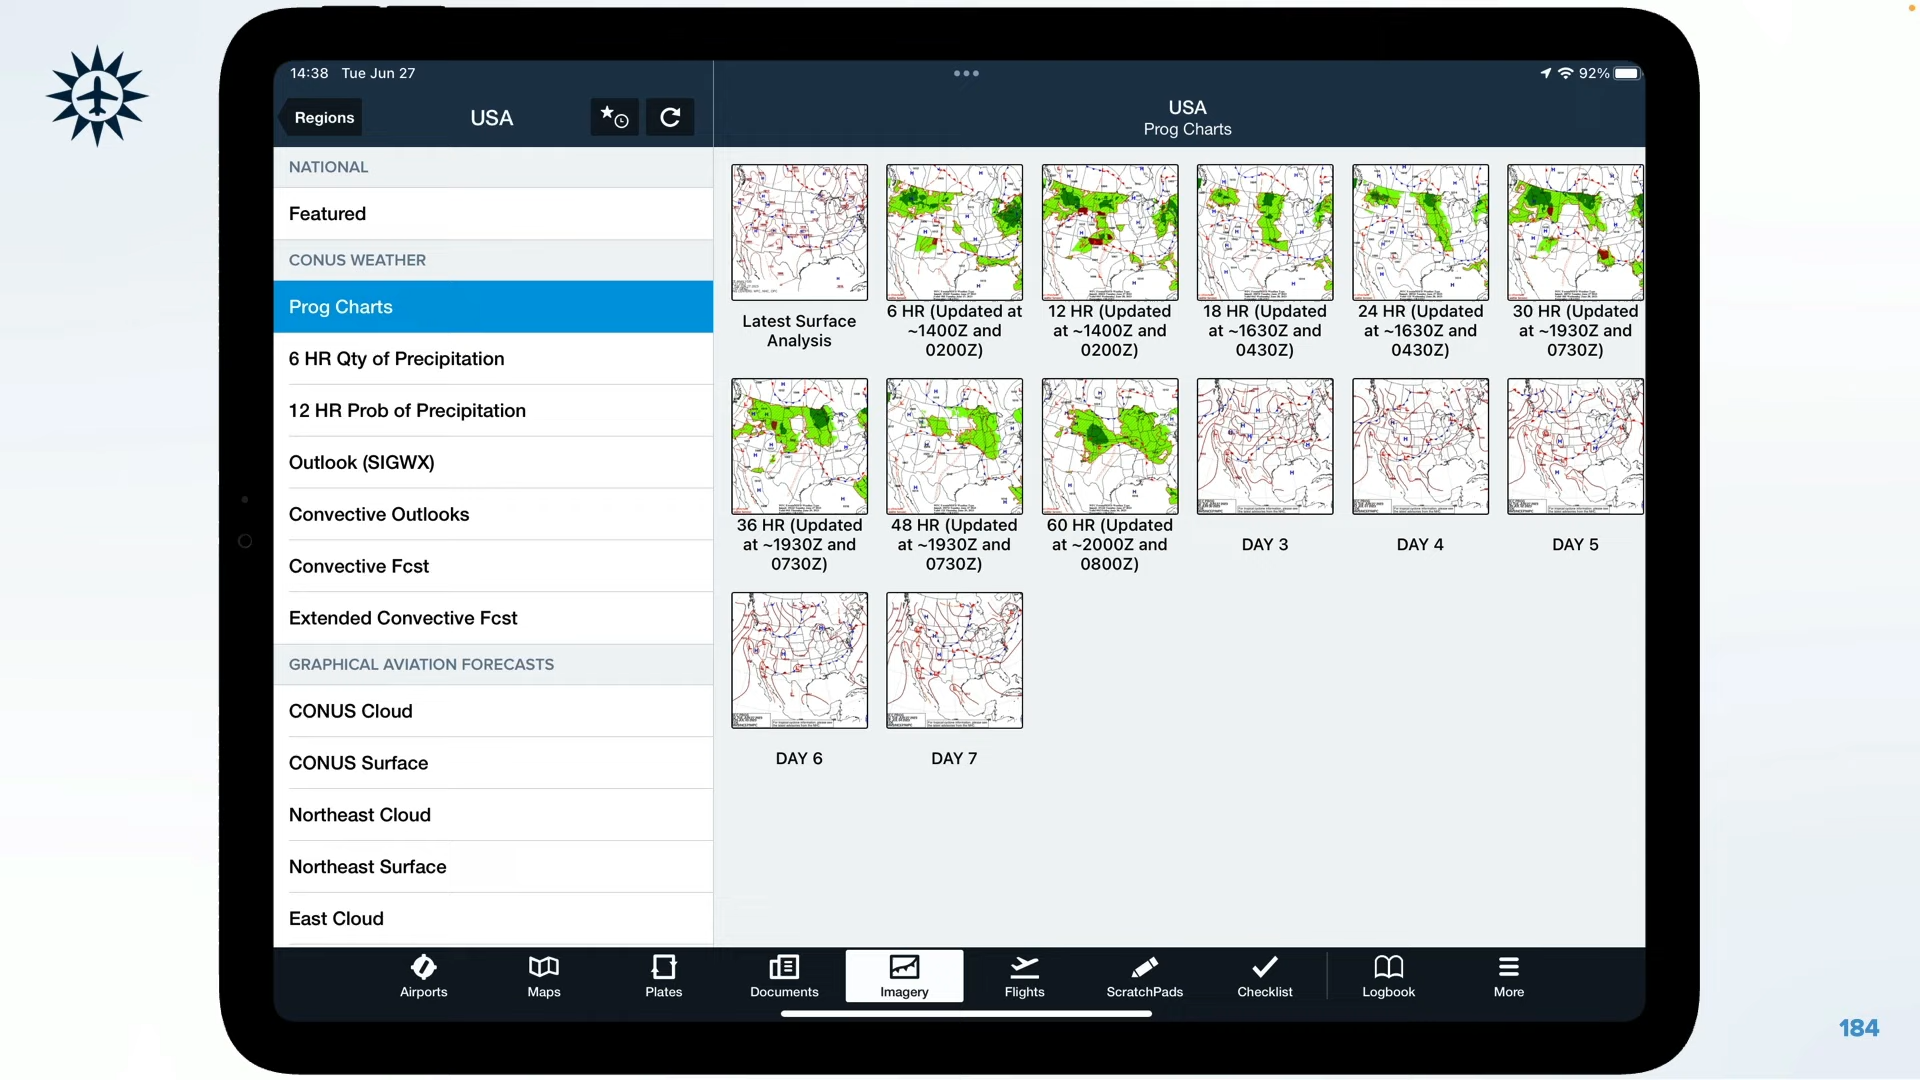 14:38 Tue Jun 27
92%
Regions
USA
USA
Prog Charts
NATIONAL
Featured
CONUS WEATHER
Prog Charts
6 HR Qty of Precipitation
12 HR Prob of Precipitation
Outlook (SIGWX)
Convective Outlooks
Convective Fcst
Extended Convective Fcst
GRAPHICAL AVIATION FORECASTS
CONUS Cloud
CONUS Surface
Northeast Cloud
Northeast Surface
East Cloud
Latest Surface
Analysis
6 HR (Updated at
~1400Z and
0200Z)
12 HR (Updated
at ~1400Z and
0200Z)
18 HR (Updated
at ~1630Z and
0430Z)
24 HR (Updated
at ~1630Z and
0430Z)
30 HR (Updated
at ~1930Z and
0730Z)
36 HR (Updated
at ~1930Z and
0730Z)
48 HR (Updated
at ~1930Z and
0730Z)
60 HR (Updated
at ~2000Z and
0800Z)
DAY 3
DAY 4
DAY 5
DAY 6
DAY 7
Airports
Maps
Plates
Documents
Imagery
Flights
ScratchPads
Checklist
Logbook
More
184